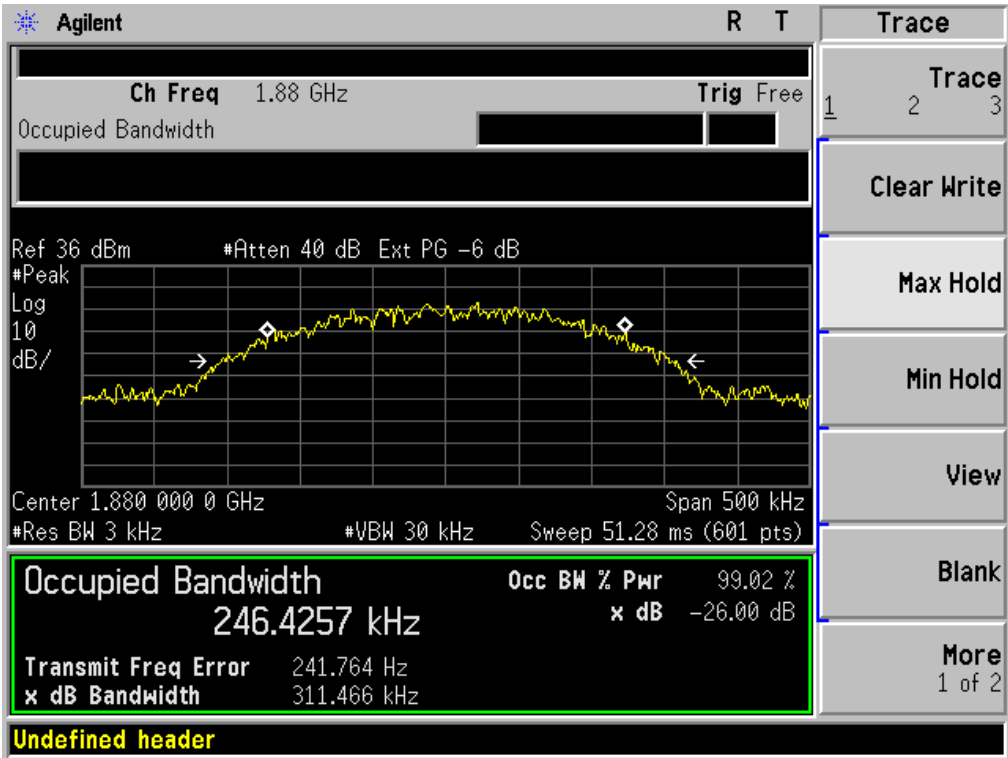 Agilent R T Trace
Ch Freq 1.88 GHz Trig Free
Occupied Bandwidth
Trace
1 2 3
Clear Write
Max Hold
Min Hold
View
Blank
More
1 of 2
Ref 36 dBm #Atten 40 dB Ext PG -6 dB
#Peak
Log
10
dB/
Center 1.880 000 0 GHz Span 500 kHz
#Res BW 3 kHz #VBW 30 kHz Sweep 51.28 ms (601 pts)
Occupied Bandwidth Occ BW % Pwr 99.02 %
246.4257 kHz x dB -26.00 dB
Transmit Freq Error 241.764 Hz
x dB Bandwidth 311.466 kHz
Undefined header